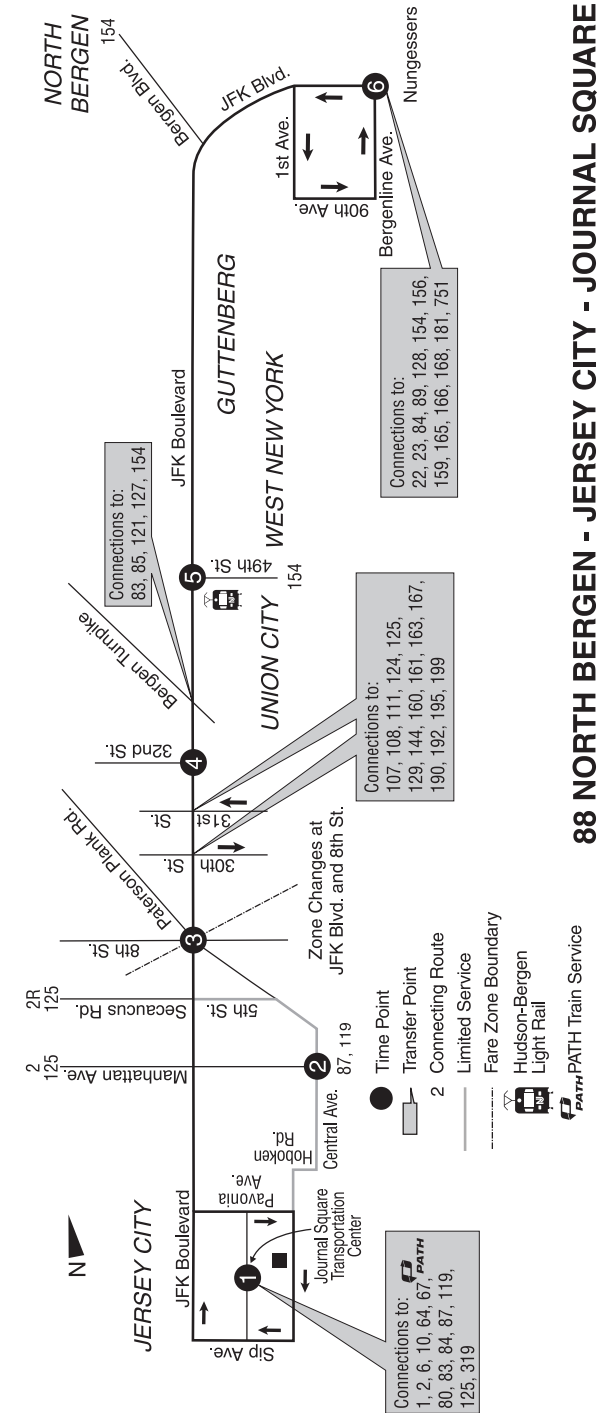 88 NORTH BERGEN - JERSEY CITY - JOURNAL SQUARE
N
JERSEY CITY
JFK Boulevard
Sip Ave.
Pavonia
Ave.
1
Journal Square
Transportation
Center
Connections to:
PATH
1, 2, 6, 10, 64, 67,
80, 83, 84, 87, 119,
125, 319
Hoboken
Rd.
Central Ave.
2
125
Manhattan Ave.
2
87, 119
2R
125
Secaucus Rd.
5th St.
8th St.
3
Paterson Plank Rd.
Zone Changes at
JFK Blvd. and 8th St.
30th
St.
31st
St.
Connections to:
107, 108, 111, 124, 125,
129, 144, 160, 161, 163, 167,
190, 192, 195, 199
32nd St.
4
Bergen Turnpike
Connections to:
83, 85, 121, 127, 154
UNION CITY
5
49th St.
154
WEST NEW YORK
GUTTENBERG
JFK Boulevard
NORTH
BERGEN
154
Bergen Blvd.
JFK Blvd.
1st Ave.
90th Ave.
Bergenline Ave.
6
Nungessers
Connections to:
22, 23, 84, 89, 128, 154, 156,
159, 165, 166, 168, 181, 751
Time Point
Transfer Point
2 Connecting Route
Limited Service
Fare Zone Boundary
Hudson-Bergen
Light Rail
PATH PATH Train Service